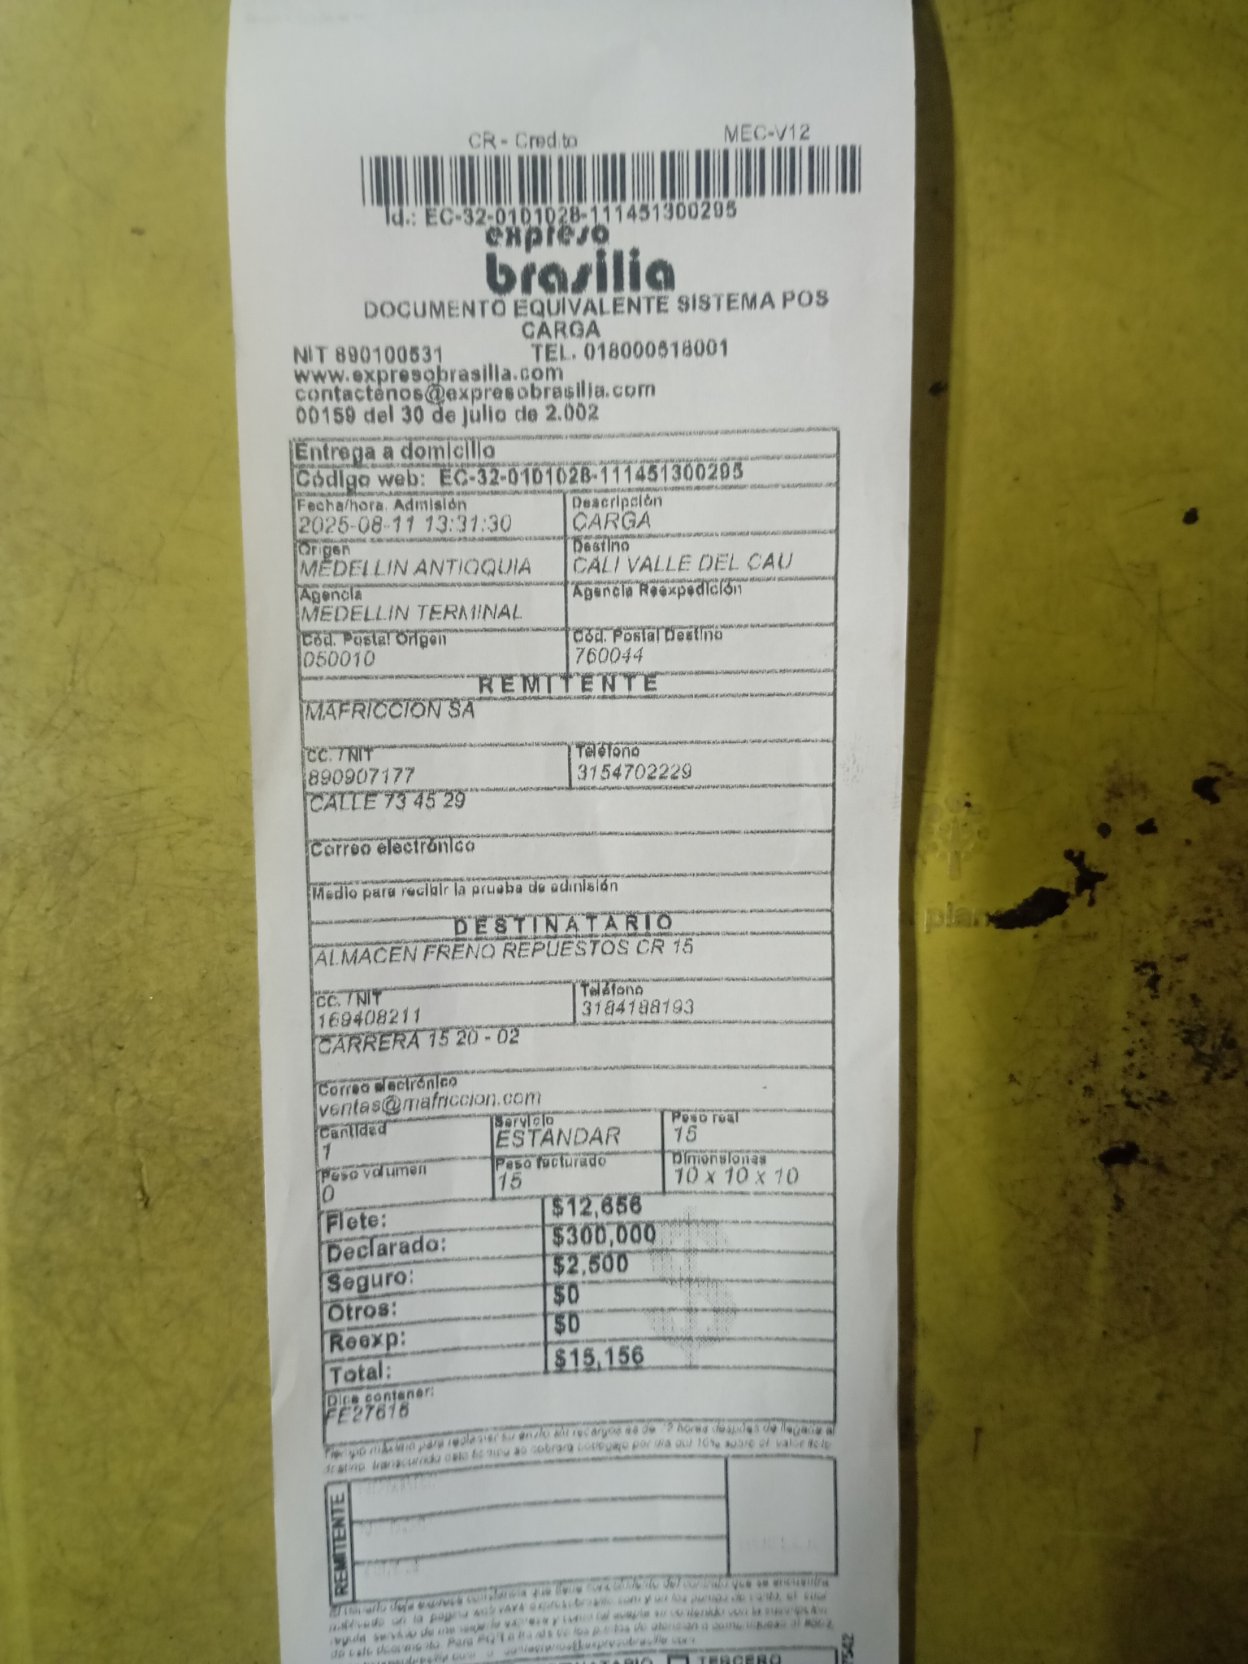 CR - Credito MEC-V12
Id.: EC-32-0101028-111451300295
expreso
brasilia
DOCUMENTO EQUIVALENTE SISTEMA POS
CARGA
NIT 890100531 TEL. 018000518001
www.expresobrasilia.com
contactenos@expresobrasilia.com
00159 del 30 de julio de 2.002
Entrega a domicilio
Código web: EC-32-0101028-111451300295
Fecha/hora. Admisión Descripción
2025-08-11 13:31:30 CARGA
Origen Destino
MEDELLIN ANTIOQUIA CALI VALLE DEL CAU
Agencia Agencia Reexpedición
MEDELLIN TERMINAL
Cód. Postal Origen Cód. Postal Destino
050010 760044
REMITENTE
MAFRICCION SA
CC. / NIT Teléfono
890907177 3154702229
CALLE 73 45 29
Correo electrónico
Medio para recibir la prueba de admisión
DESTINATARIO
ALMACEN FRENO REPUESTOS CR 15
CC. / NIT Teléfono
169408211 3184188193
CARRERA 15 20 - 02
Correo electrónico
ventas@mafriccion.com
Cantidad Servicio Peso real
1 ESTANDAR 15
Peso volumen Peso facturado Dimensiones
0 15 10 x 10 x 10
Flete: $12,656
Declarado: $300,000
Seguro: $2,500
Otros: $0
Reexp: $0
Total: $15,156
Dice contener:
FE27616
REMITENTE
TERCERO